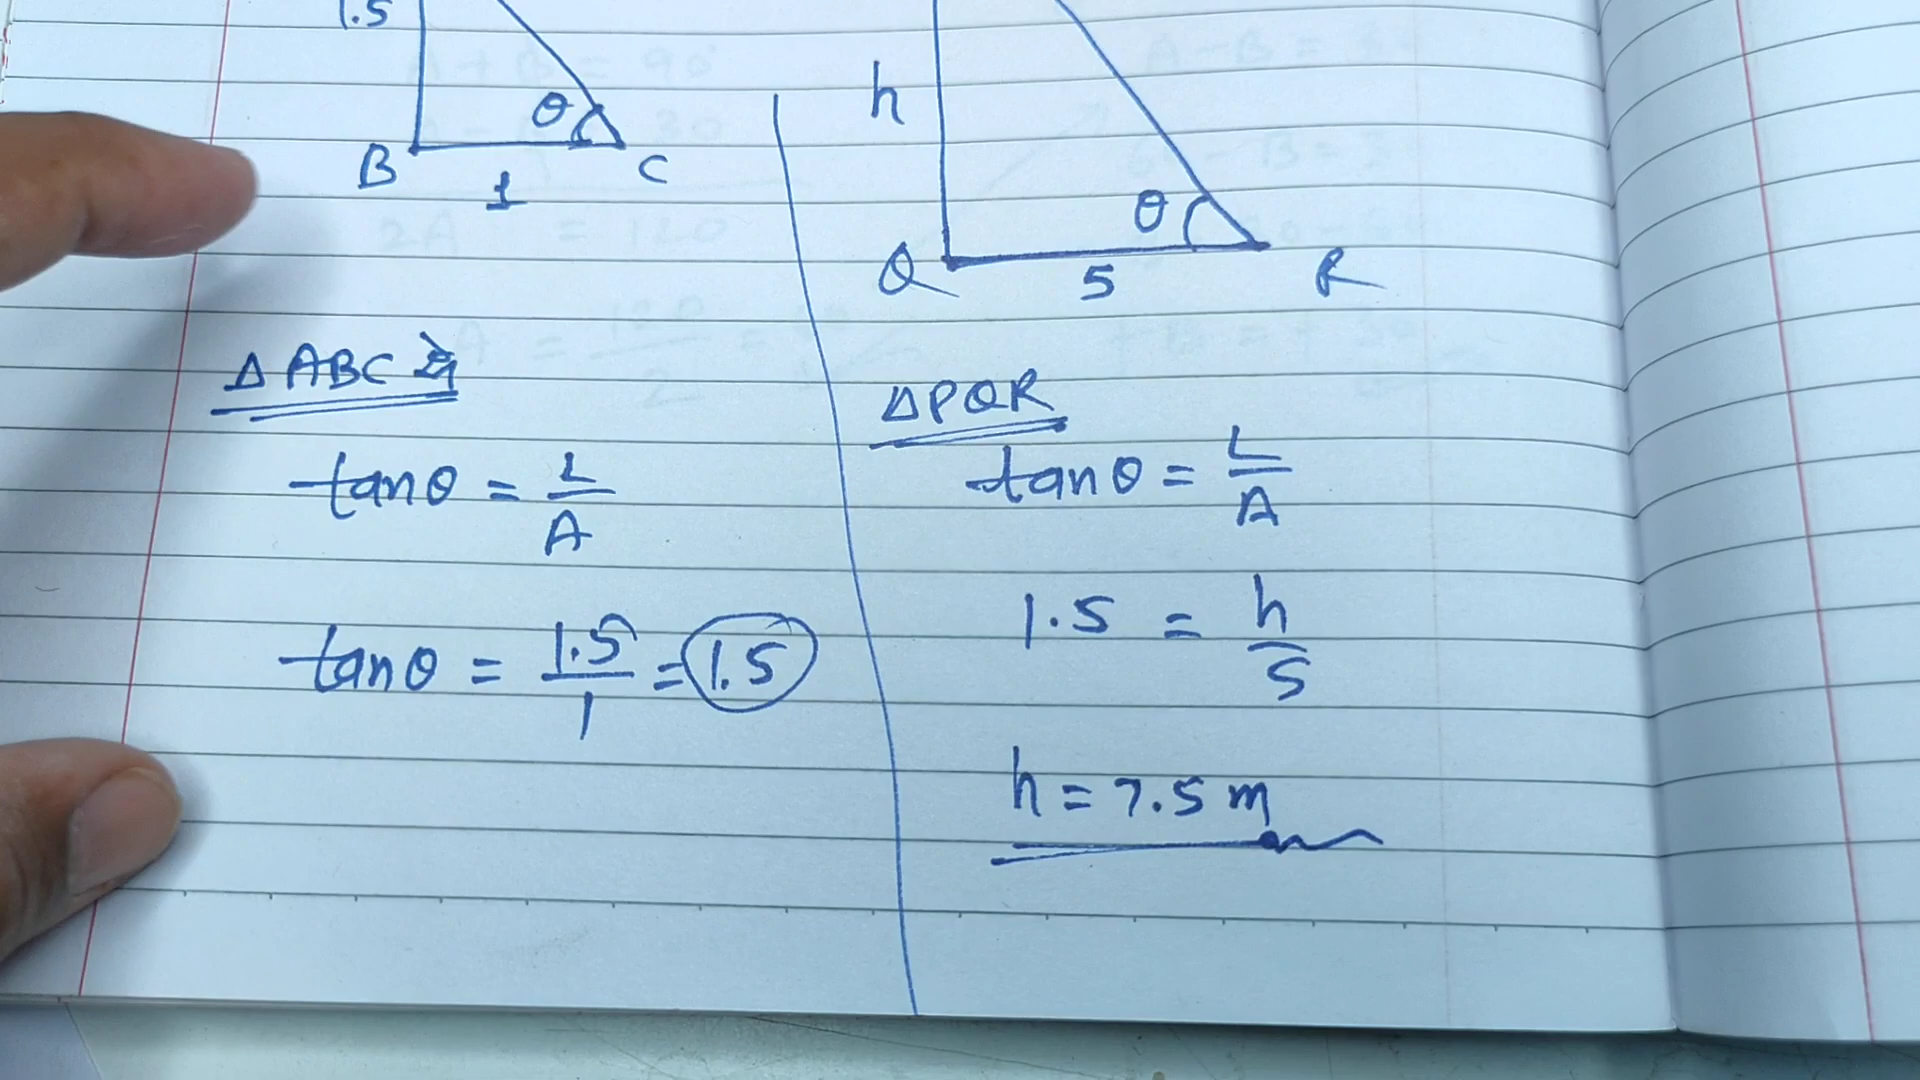 1.5
θ
B
1
C
h
θ
Q
5
R
Δ ABC में
tanθ = L/A
tanθ = 1.5/1 = 1.5
ΔPQR
tanθ = L/A
1.5 = h/5
h = 7.5 m